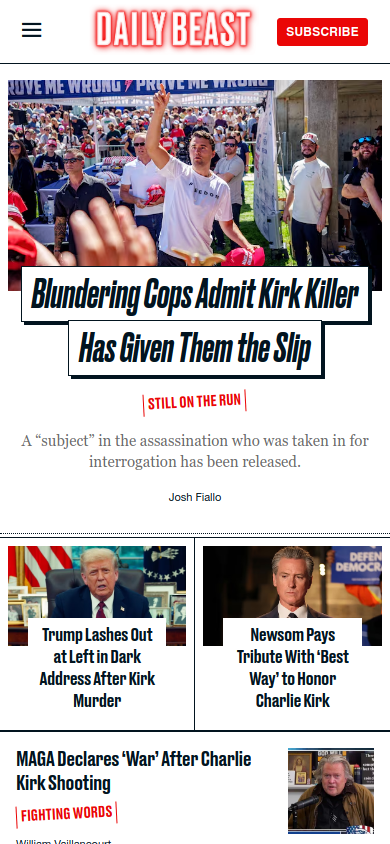 DAILY BEAST
SUBSCRIBE
PROVE ME WRONG PROVE ME WRONG
FREEDOM
Blundering Cops Admit Kirk Killer
Has Given Them the Slip
STILL ON THE RUN
A “subject” in the assassination who was taken in for
interrogation has been released.
Josh Fiallo
DEFEN
DEMOCRA
Trump Lashes Out
at Left in Dark
Address After Kirk
Murder
Newsom Pays
Tribute With ‘Best
Way’ to Honor
Charlie Kirk
MAGA Declares ‘War’ After Charlie
Kirk Shooting
FIGHTING WORDS
William Vaillancourt